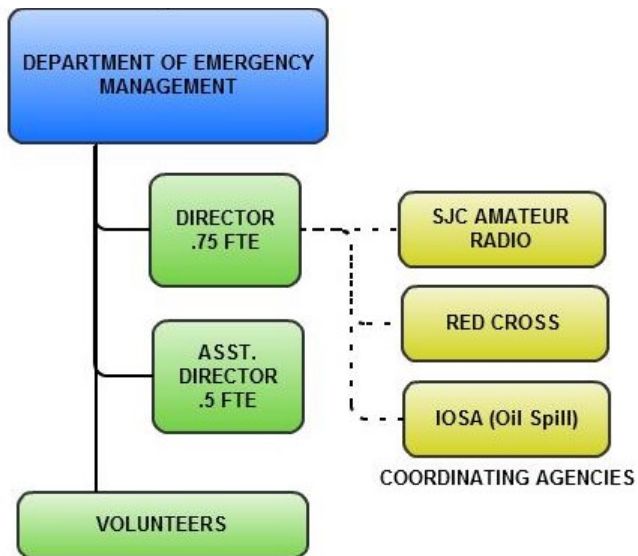 DEPARTMENT OF EMERGENCY
MANAGEMENT
DIRECTOR
.75 FTE
SJC AMATEUR
RADIO
RED CROSS
ASST.
DIRECTOR
.5 FTE
IOSA (Oil Spill)
COORDINATING AGENCIES
VOLUNTEERS